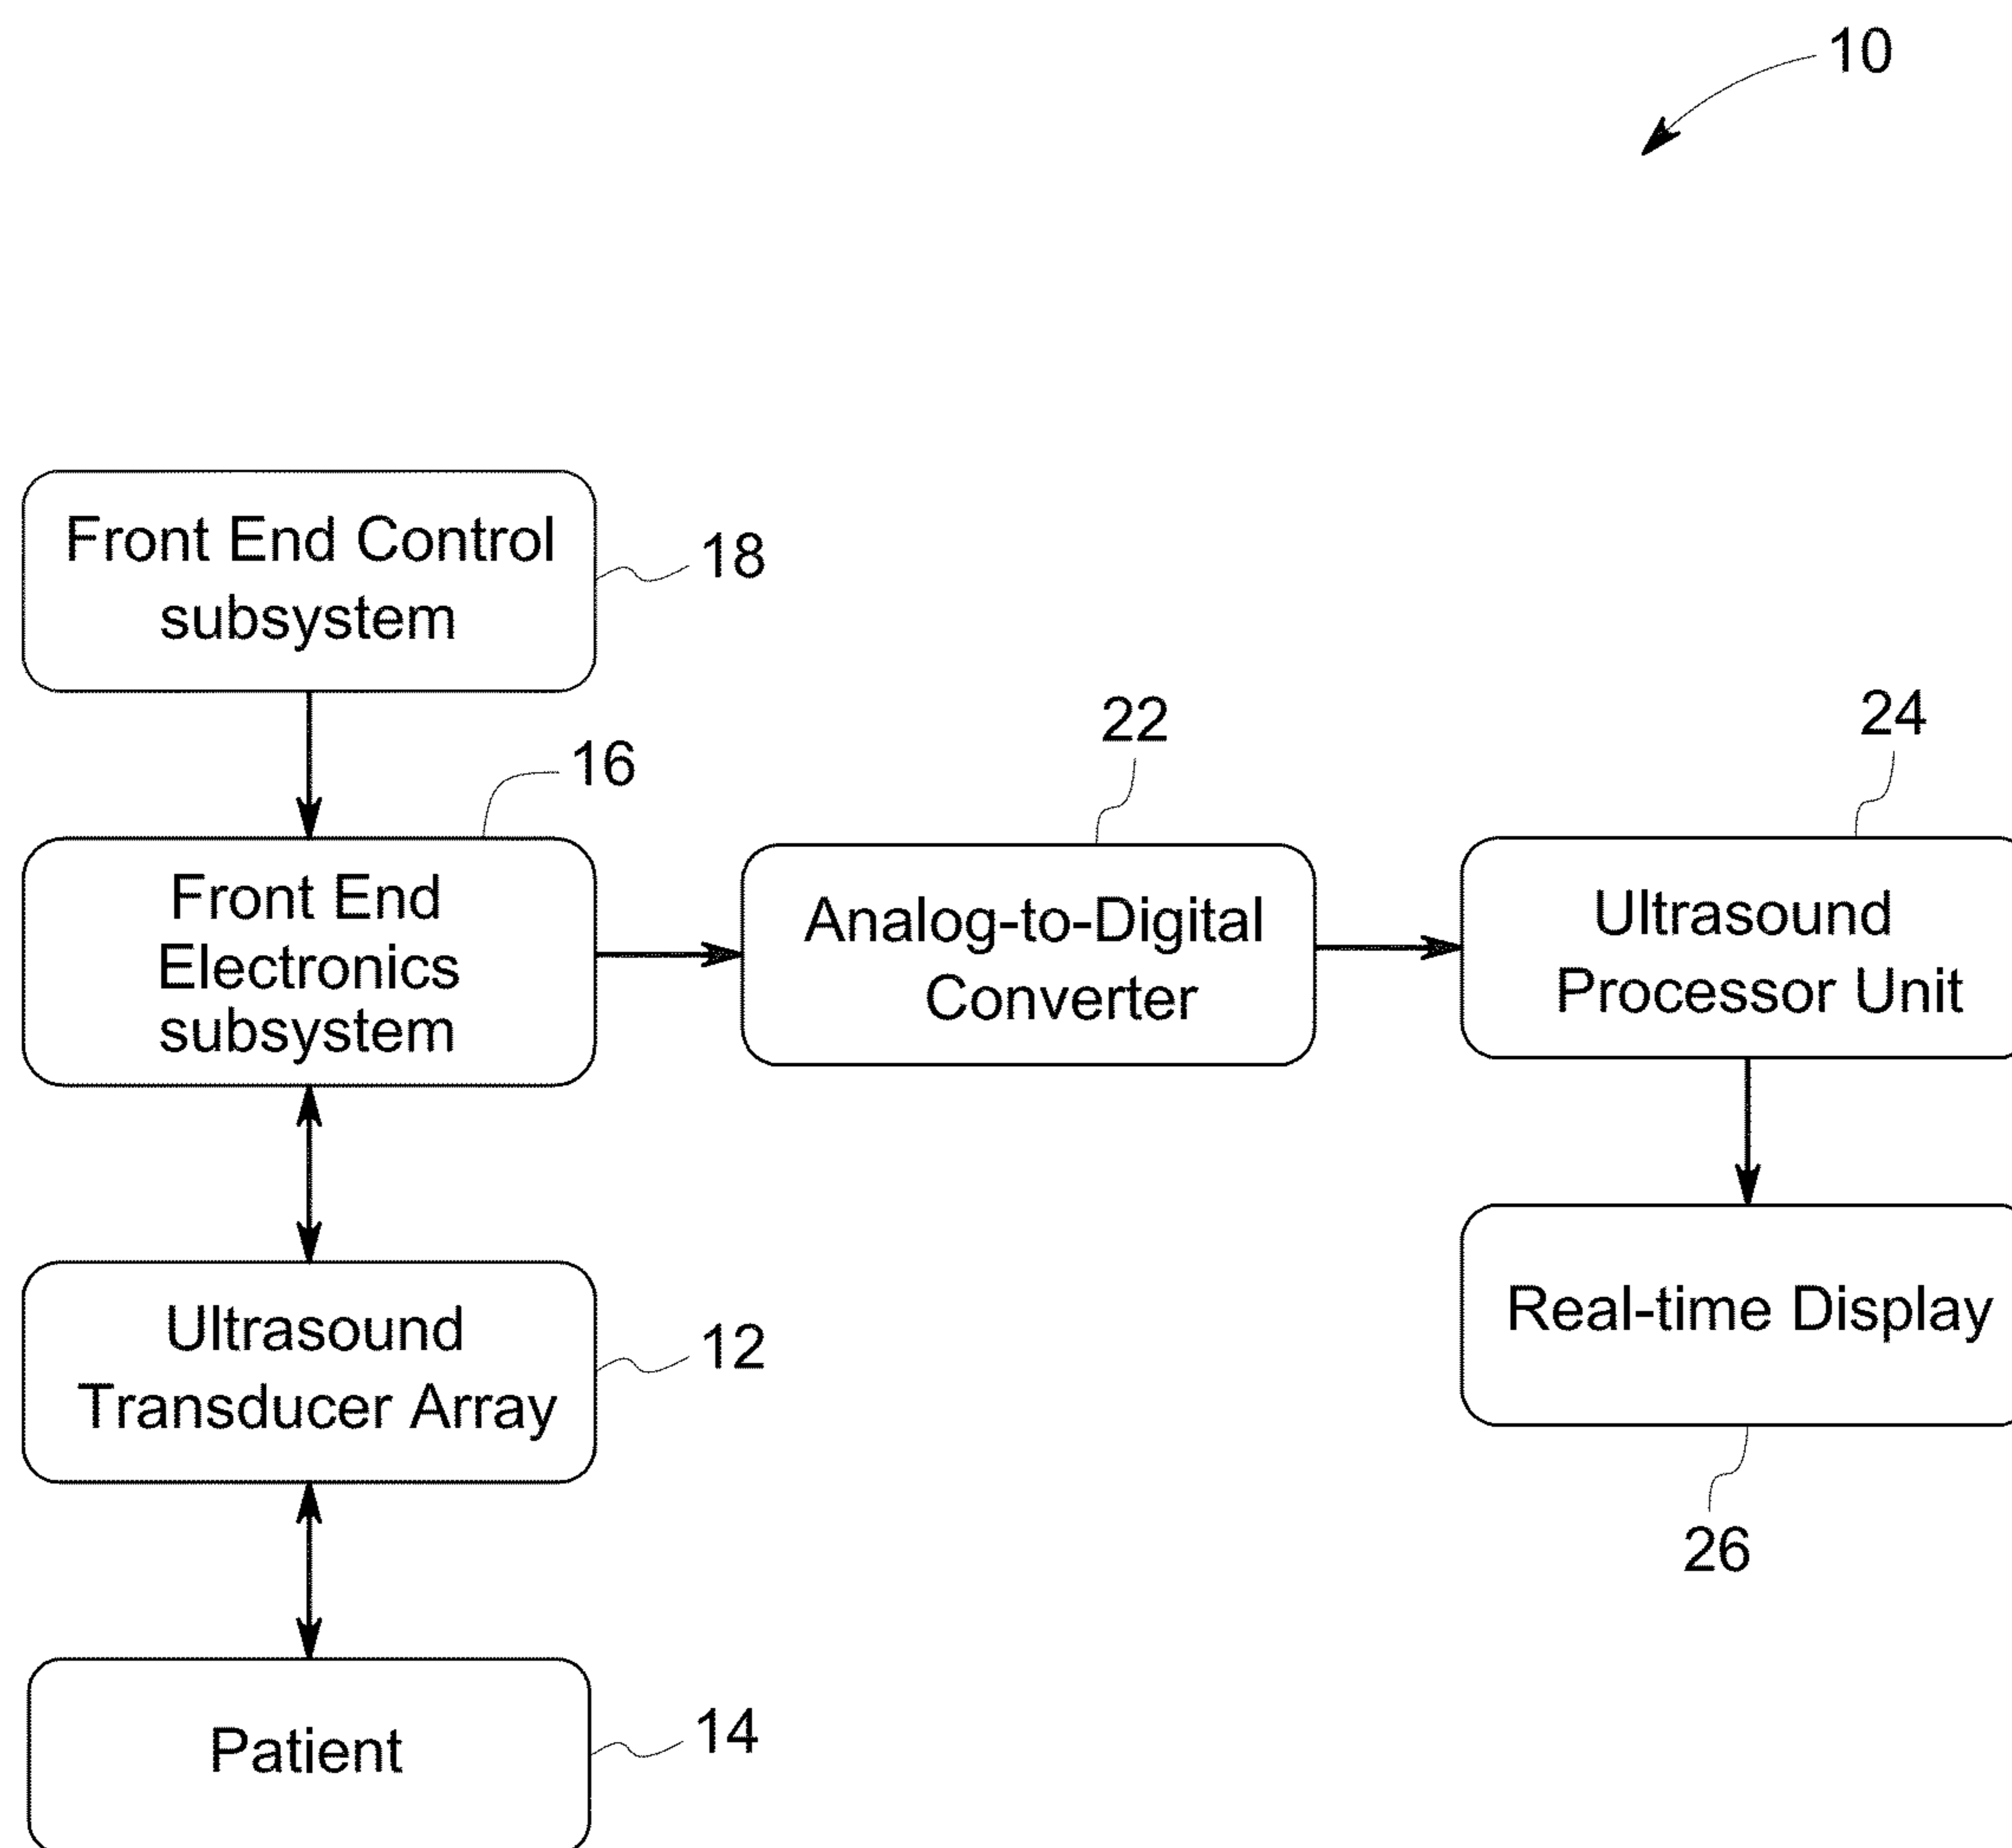 10
Front End Control
subsystem
18
16
Front End
Electronics
subsystem
22
Analog-to-Digital
Converter
24
Ultrasound
Processor Unit
Ultrasound
Transducer Array
12
Real-time Display
26
Patient
14